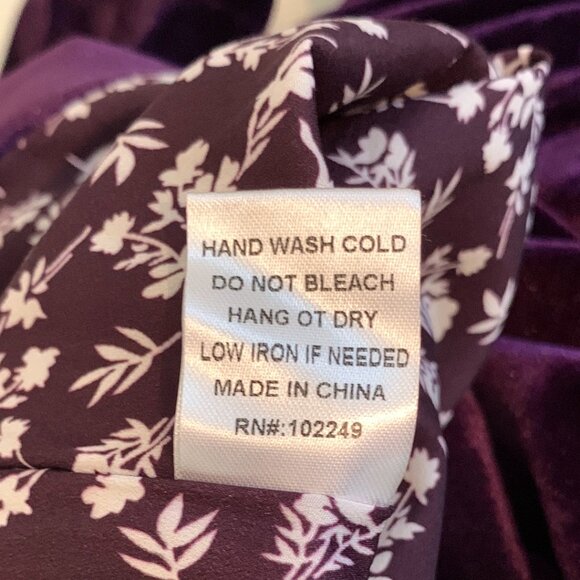 HAND WASH COLD
DO NOT BLEACH
HANG OT DRY
LOW IRON IF NEEDED
MADE IN CHINA
RN#:102249